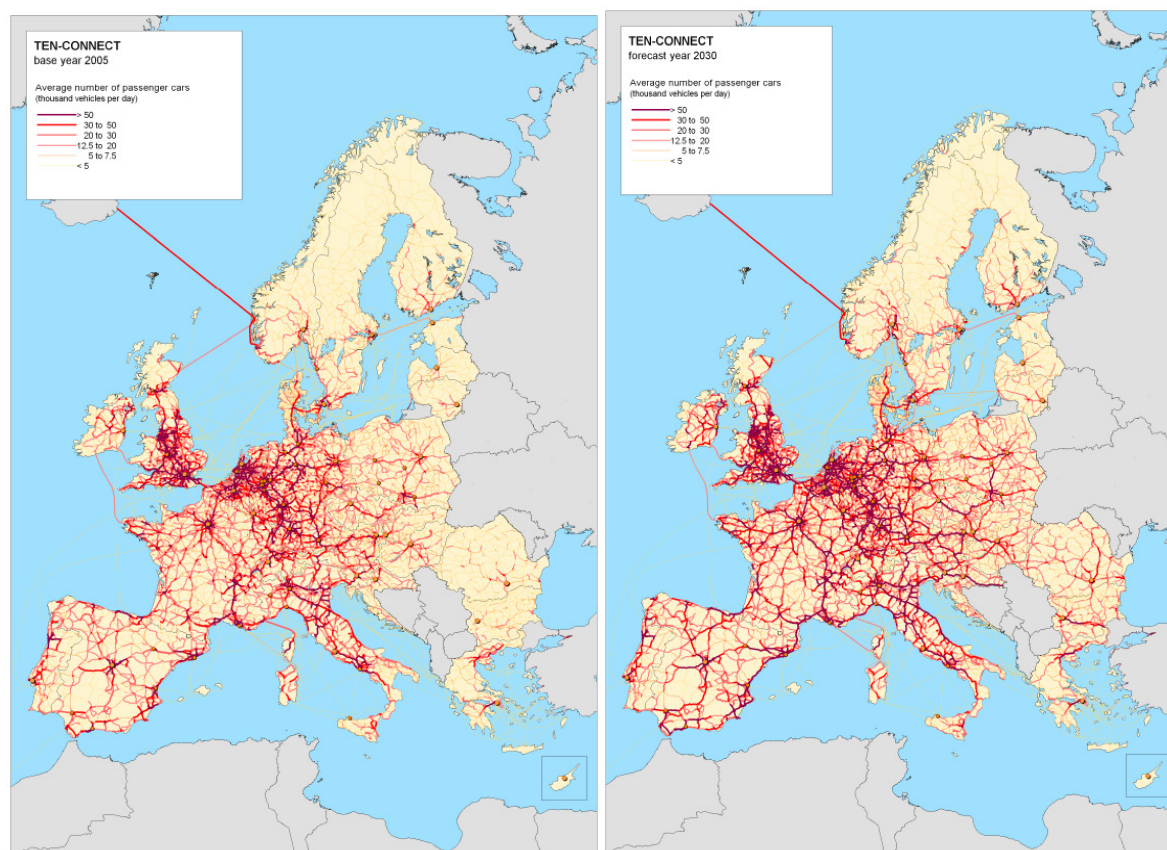 TEN-CONNECT
base year 2005
Average number of passenger cars
(thousand vehicles per day)
> 50
30 to 50
20 to 30
12.5 to 20
5 to 7.5
< 5
TEN-CONNECT
forecast year 2030
Average number of passenger cars
(thousand vehicles per day)
> 50
30 to 50
20 to 30
12.5 to 20
5 to 7.5
< 5